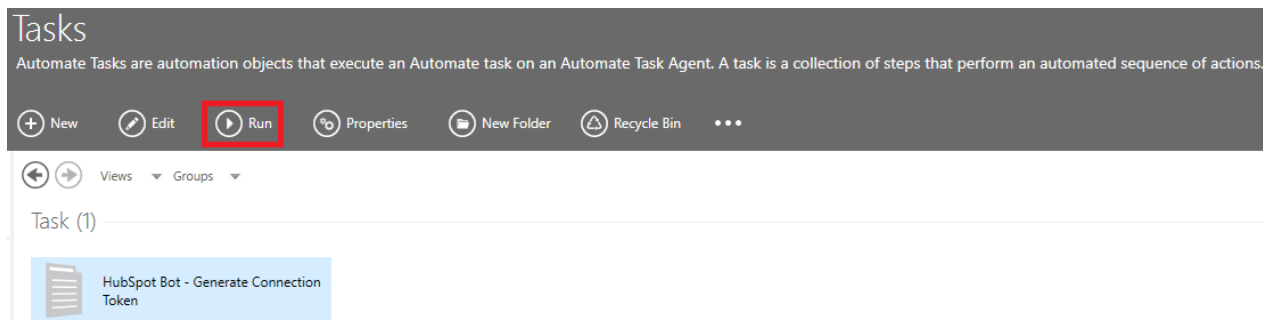 Tasks
Automate Tasks are automation objects that execute an Automate task on an Automate Task Agent. A task is a collection of steps that perform an automated sequence of actions.
New Edit Run Properties New Folder Recycle Bin •••
Views Groups
Task (1)
HubSpot Bot - Generate Connection
Token